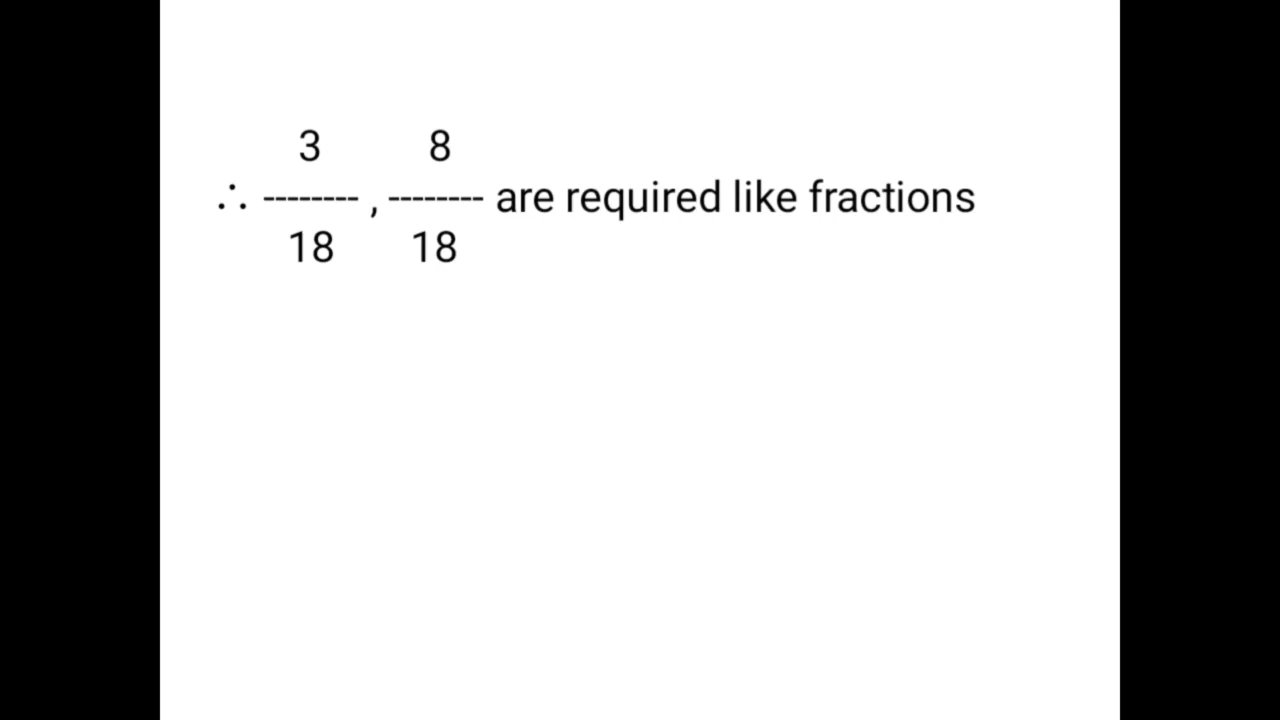 3 8
∴ -------- , -------- are required like fractions
18 18